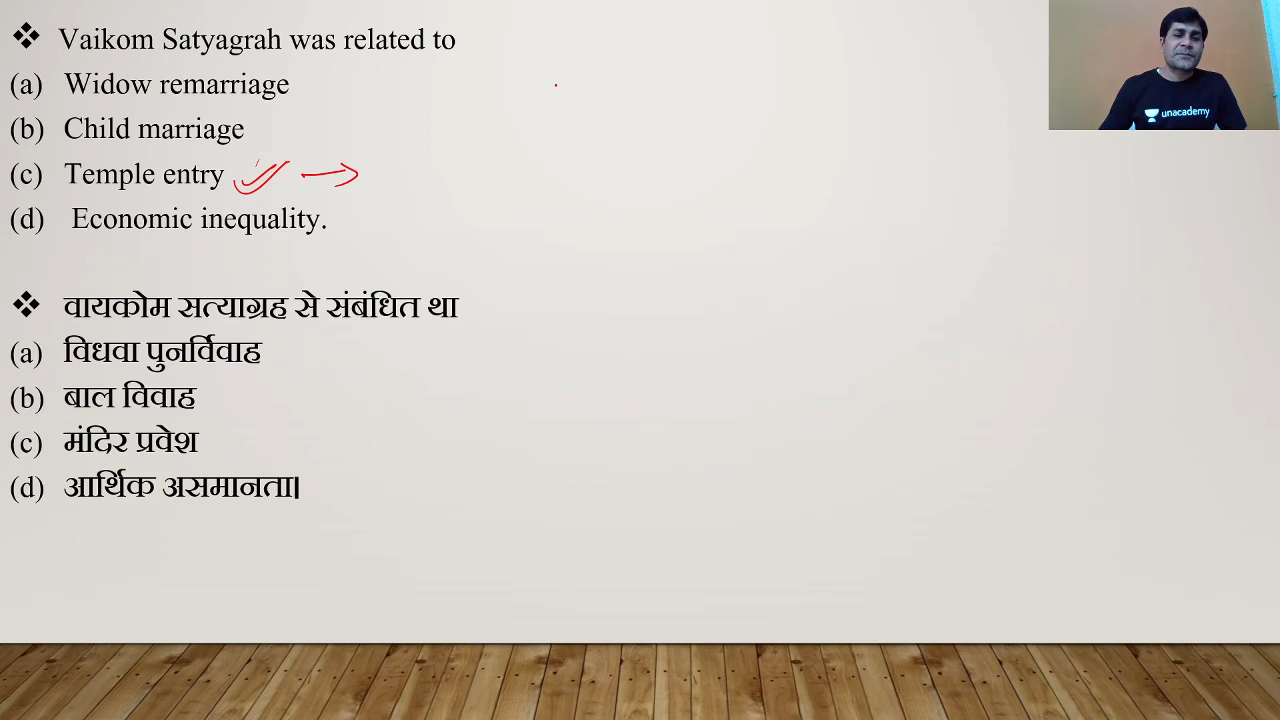 ❖ Vaikom Satyagrah was related to
(a) Widow remarriage
(b) Child marriage
(c) Temple entry
(d) Economic inequality.
❖ वायकोम सत्याग्रह से संबंधित था
(a) विधवा पुनर्विवाह
(b) बाल विवाह
(c) मंदिर प्रवेश
(d) आर्थिक असमानता।
unacademy